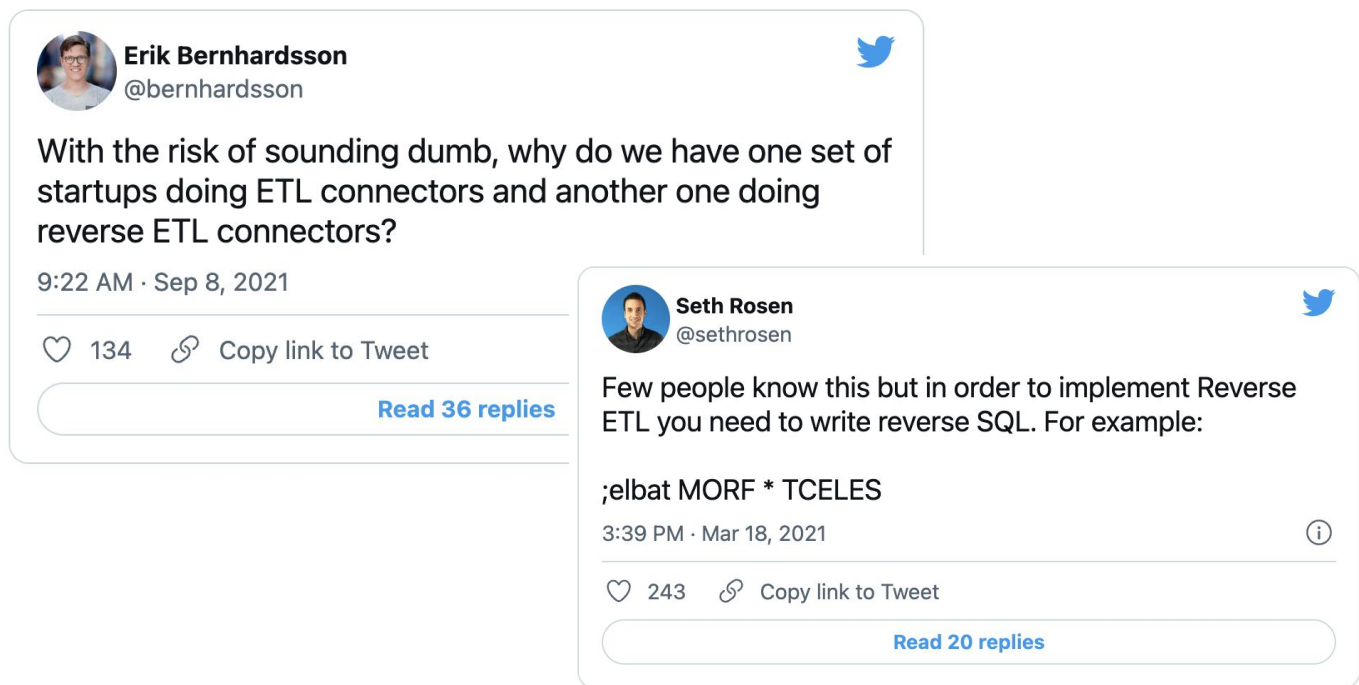 Erik Bernhardsson
@bernhardsson
With the risk of sounding dumb, why do we have one set of
startups doing ETL connectors and another one doing
reverse ETL connectors?
9:22 AM · Sep 8, 2021
134 Copy link to Tweet
Read 36 replies
Seth Rosen
@sethrosen
Few people know this but in order to implement Reverse
ETL you need to write reverse SQL. For example:
;elbat MORF * TCELES
3:39 PM · Mar 18, 2021
243 Copy link to Tweet
Read 20 replies